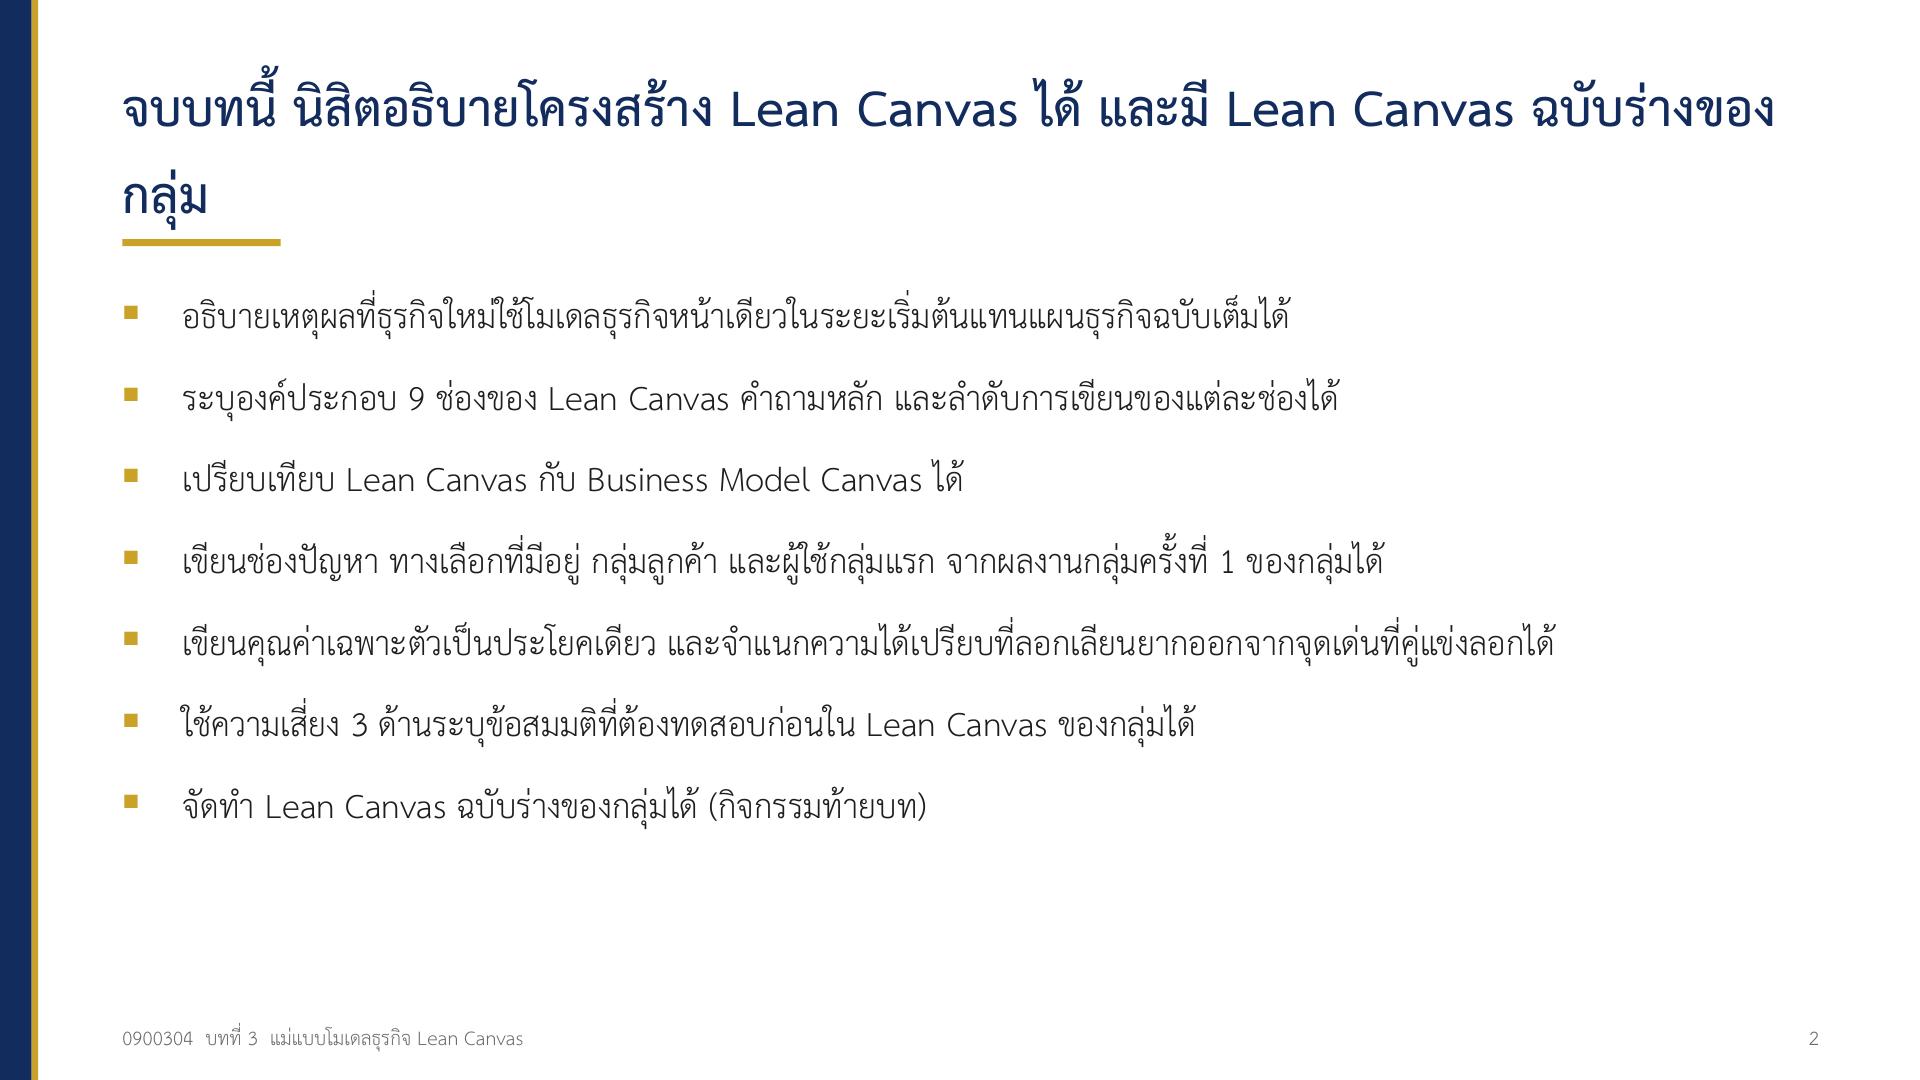 จบบทนี้ นิสิตอธิบายโครงสร้าง Lean Canvas ได้ และมี Lean Canvas ฉบับร่างของ
กลุ่ม
▪ อธิบายเหตุผลที่ธุรกิจใหม่ใช้โมเดลธุรกิจหน้าเดียวในระยะเริ่มต้นแทนแผนธุรกิจฉบับเต็มได้
▪ ระบุองค์ประกอบ 9 ช่องของ Lean Canvas คำถามหลัก และลำดับการเขียนของแต่ละช่องได้
▪ เปรียบเทียบ Lean Canvas กับ Business Model Canvas ได้
▪ เขียนช่องปัญหา ทางเลือกที่มีอยู่ กลุ่มลูกค้า และผู้ใช้กลุ่มแรก จากผลงานกลุ่มครั้งที่ 1 ของกลุ่มได้
▪ เขียนคุณค่าเฉพาะตัวเป็นประโยคเดียว และจำแนกความได้เปรียบที่ลอกเลียนยากออกจากจุดเด่นที่คู่แข่งลอกได้
▪ ใช้ความเสี่ยง 3 ด้านระบุข้อสมมติที่ต้องทดสอบก่อนใน Lean Canvas ของกลุ่มได้
▪ จัดทำ Lean Canvas ฉบับร่างของกลุ่มได้ (กิจกรรมท้ายบท)
0900304 บทที่ 3 แม่แบบโมเดลธุรกิจ Lean Canvas
2